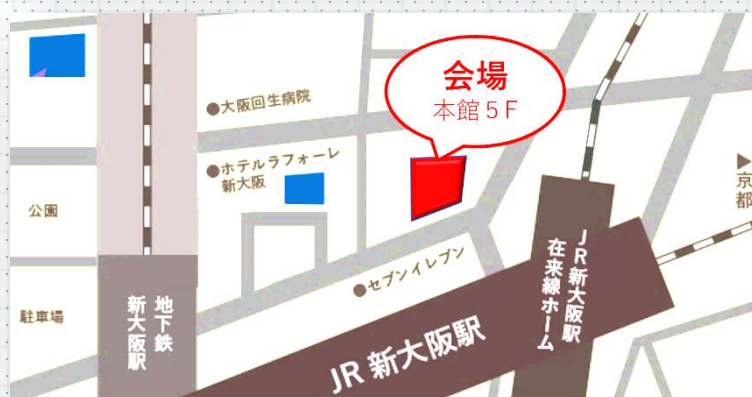 会場
本館5F
●大阪回生病院
●ホテルラフォーレ
新大阪
公園
●セブンイレブン
駐車場
地下鉄
新大阪駅
JR 新大阪駅
JR新大阪駅
在来線ホーム
▶
京都